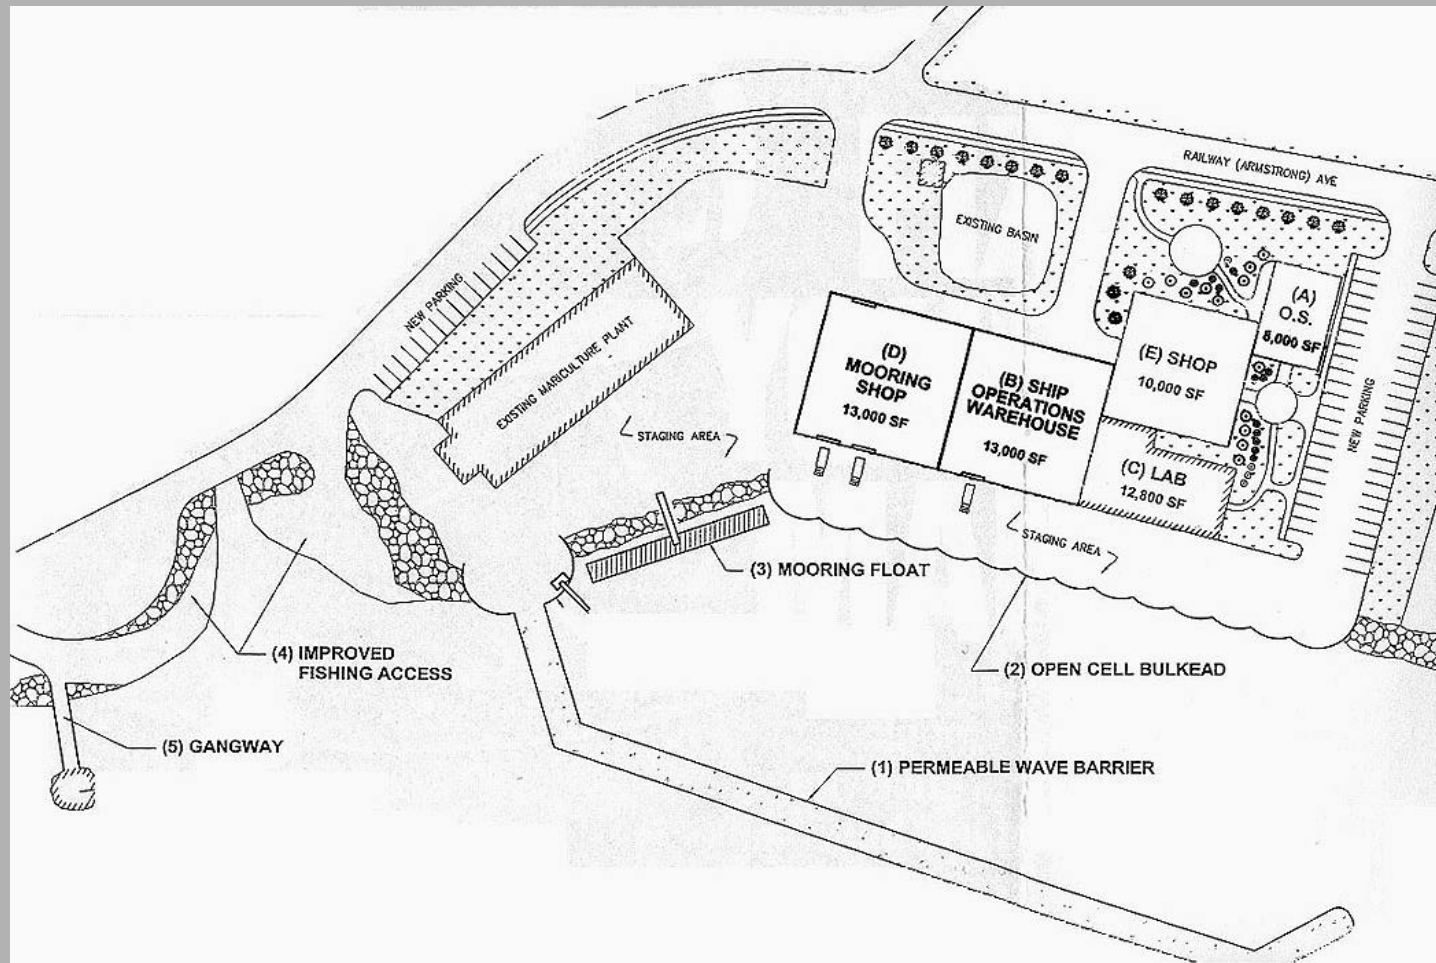 RAILWAY (ARMSTRONG) AVE
EXISTING BASIN
NEW PARKING
EXISTING MARICULTURE PLANT
STAGING AREA
(D)
MOORING
SHOP
13,000 SF
(B) SHIP
OPERATIONS
WAREHOUSE
13,000 SF
(E) SHOP
10,000 SF
(A)
O.S.
8,000 SF
(C) LAB
12,800 SF
NEW PARKING
STAGING AREA
(3) MOORING FLOAT
(4) IMPROVED
FISHING ACCESS
(2) OPEN CELL BULKEAD
(5) GANGWAY
(1) PERMEABLE WAVE BARRIER